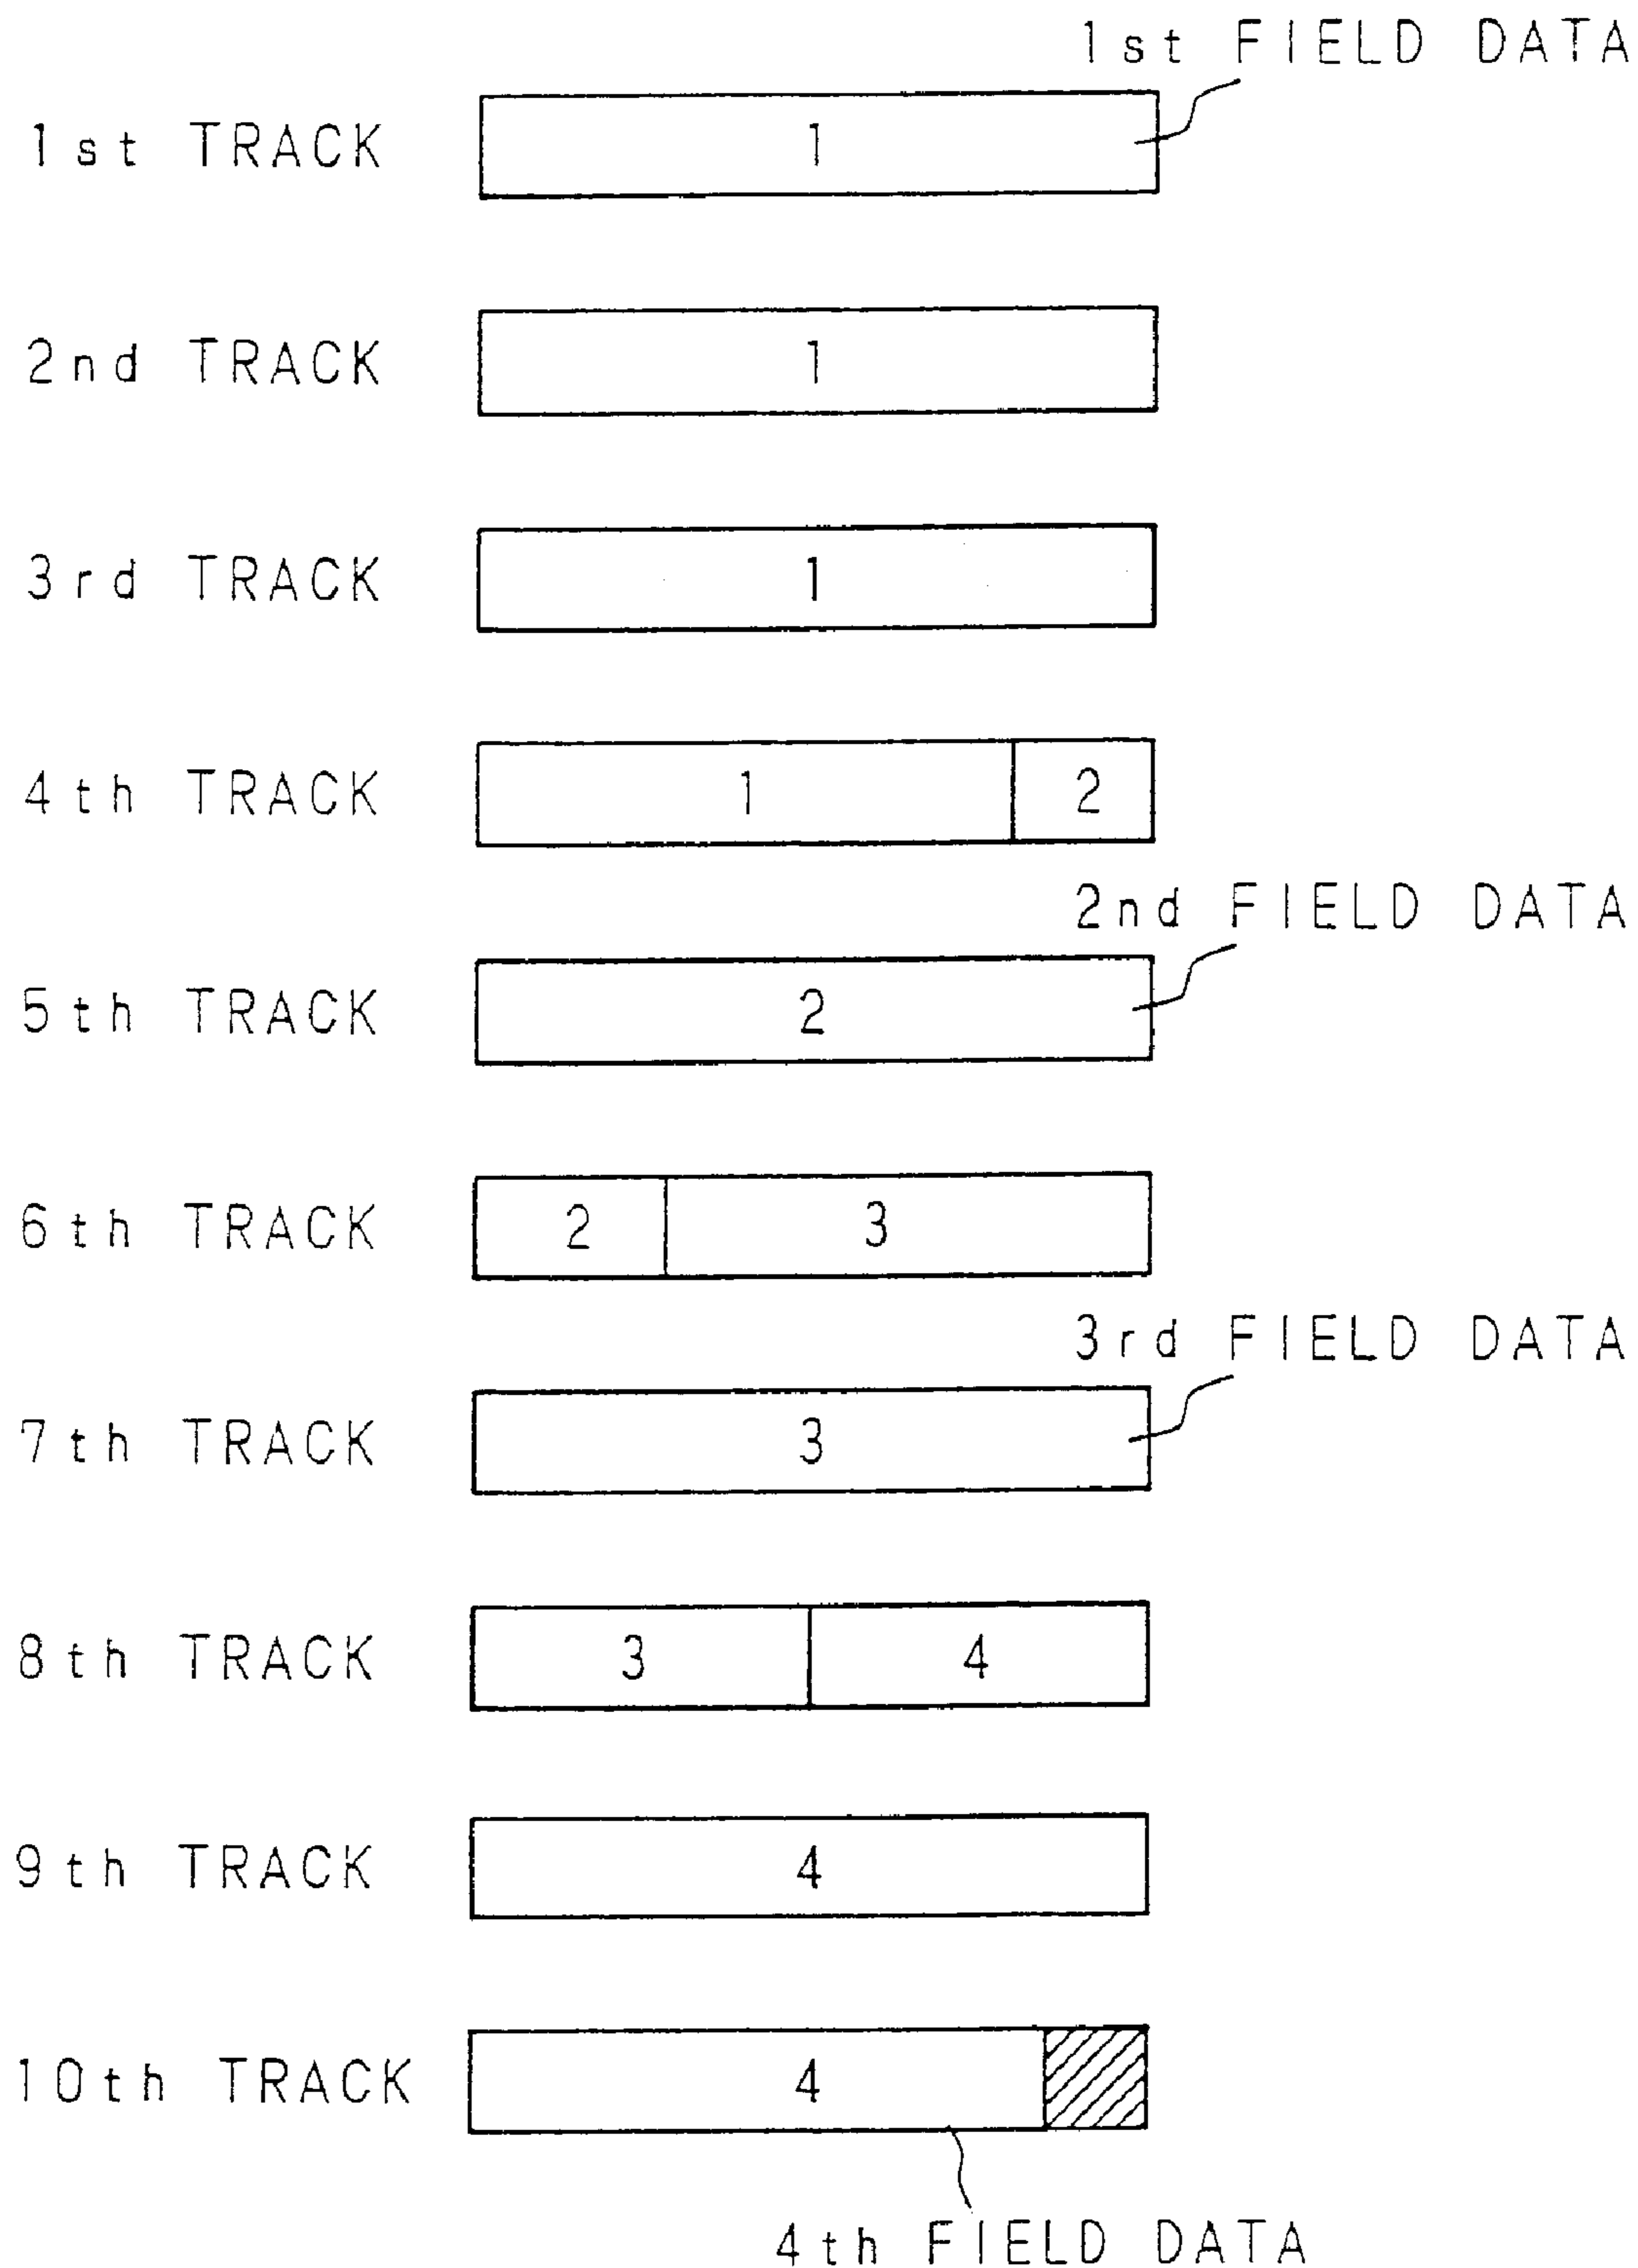 1st FIELD DATA
1st TRACK 1
2nd TRACK 1
3rd TRACK 1
4th TRACK 1 2
2nd FIELD DATA
5th TRACK 2
6th TRACK 2 3
3rd FIELD DATA
7th TRACK 3
8th TRACK 3 4
9th TRACK 4
10th TRACK 4
4th FIELD DATA